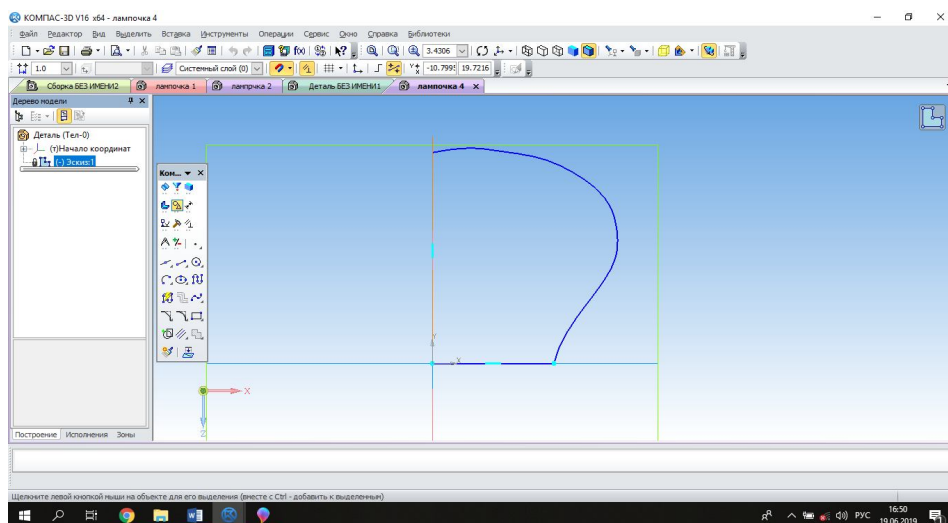 КОМПАС-3D V16 x64 - лампочка 4
Файл Редактор Вид Выделить Вставка Инструменты Операции Сервис Окно Справка Библиотеки
3.4306
1.0 Системный слой (0) -10.799 19.7216
Сборка БЕЗ ИМЕНИ2 лампочка 1 лампрчка 2 Деталь БЕЗ ИМЕНИ1 лампочка 4
Дерево модели
Деталь (Тел-0)
(т)Начало координат
(-) Эскиз:1
Ком...
Y
X
X
Z
Построение Исполнения Зоны
Щелкните левой кнопкой мыши на объекте для его выделения (вместе с Ctrl - добавить к выделенным)
РУС 16:50
19.06.2019